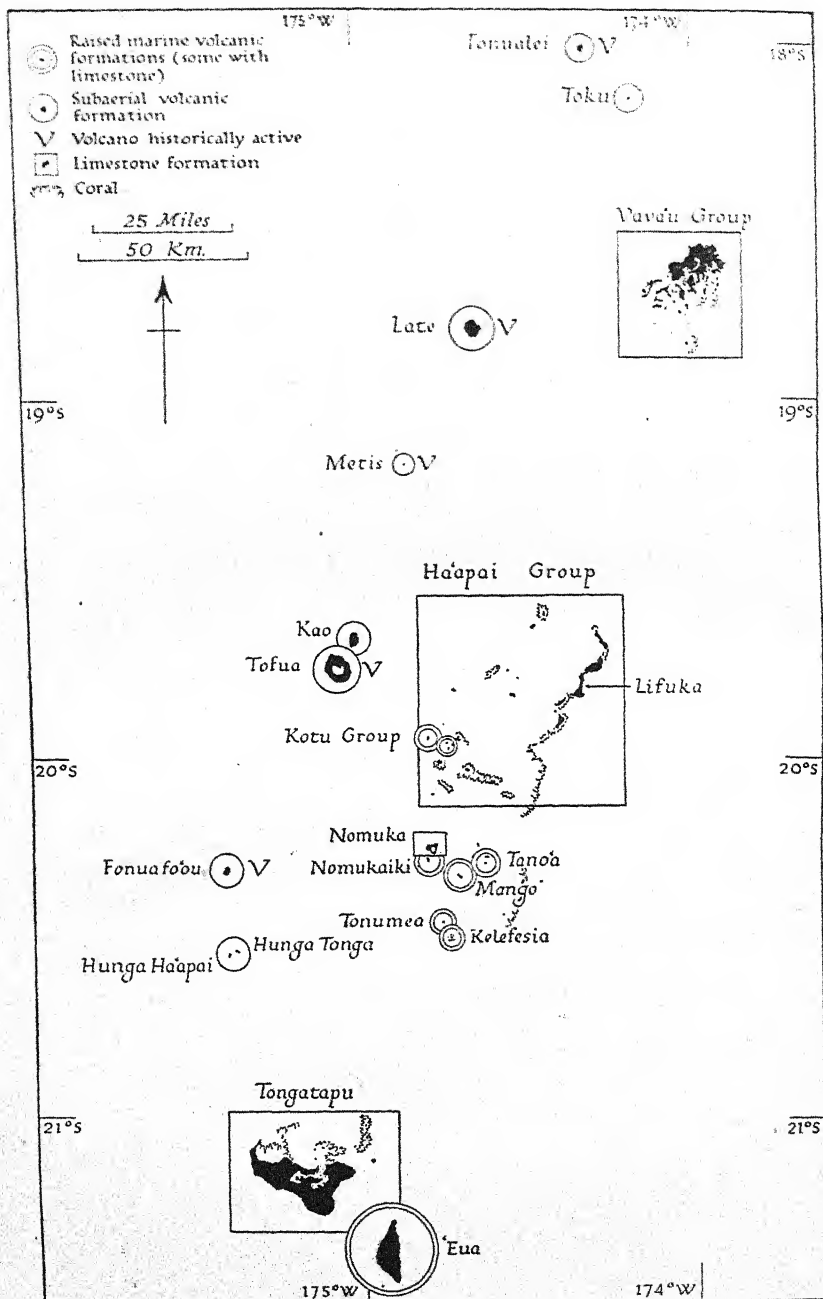 175°W
174°W
Raised marine volcanic
formations (some with
limestone)
Subaerial volcanic
formation
V Volcano historically active
Limestone formation
Coral
25 Miles
50 Km.
Fonualei V
18°S
Toku
Vava'u Group
Late V
19°S
19°S
Metis V
Ha'apai Group
Kao
Tofua V
Lifuka
Kotu Group
20°S
20°S
Nomuka
Nomukaiki
Tano'a
Mango
Fonuafo'ou V
Tonumea
Kelefesia
Hunga Tonga
Hunga Ha'apai
Tongatapu
21°S
21°S
'Eua
175°W
174°W